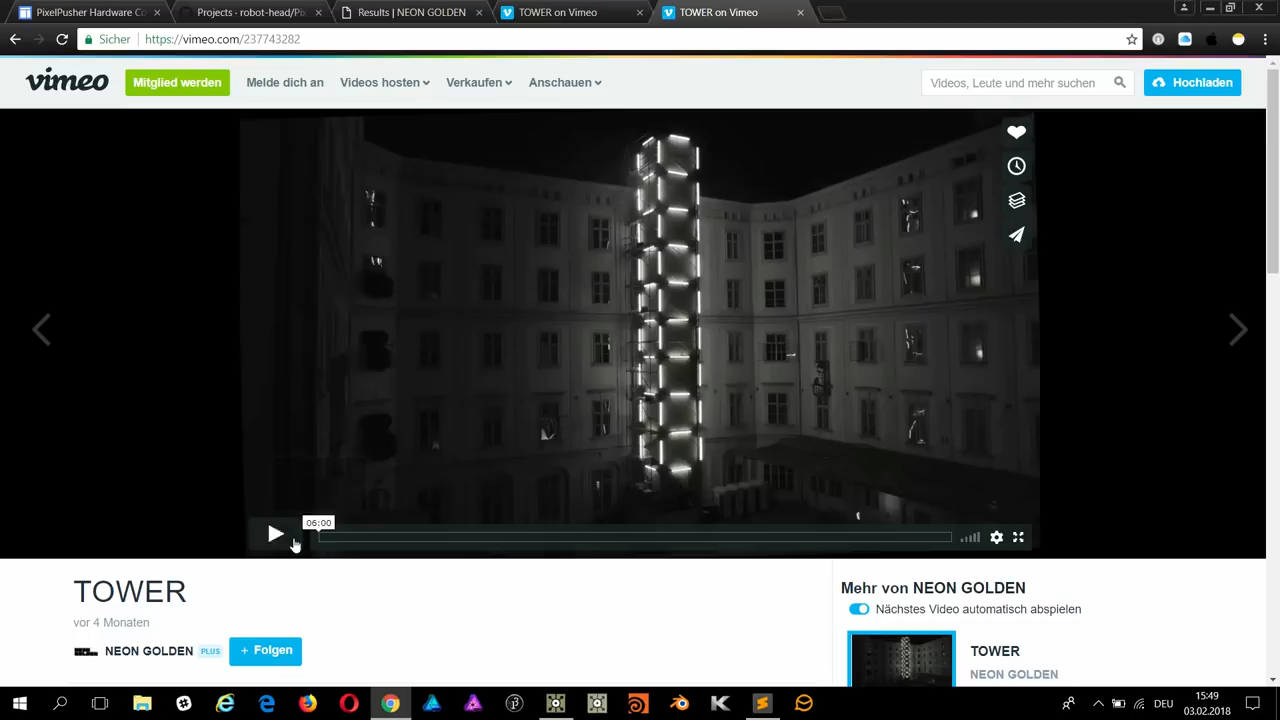 PixelPusher Hardware Co
Projects · robot-head/Pix
Results | NEON GOLDEN
TOWER on Vimeo
TOWER on Vimeo
Sicher
https://vimeo.com/237743282
vimeo
Mitglied werden
Melde dich an
Videos hosten
Verkaufen
Anschauen
Videos, Leute und mehr suchen
Hochladen
06:00
TOWER
vor 4 Monaten
NEON GOLDEN PLUS
+ Folgen
Mehr von NEON GOLDEN
Nächstes Video automatisch abspielen
TOWER
NEON GOLDEN
DEU
15:49
03.02.2018